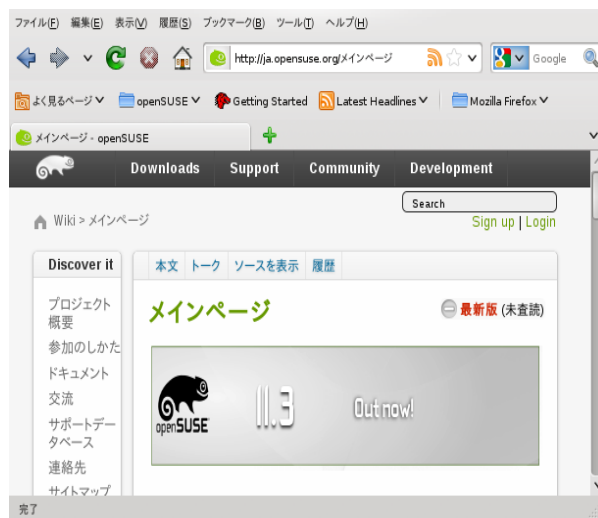 ファイル(F) 編集(E) 表示(V) 履歴(S) ブックマーク(B) ツール(T) ヘルプ(H)
http://ja.opensuse.org/メインページ
Google
よく見るページ openSUSE Getting Started Latest Headlines Mozilla Firefox
メインページ - openSUSE
Downloads Support Community Development
Search
Wiki > メインページ
Sign up | Login
Discover it
本文 トーク ソースを表示 履歴
プロジェクト
概要
参加のしかた
ドキュメント
交流
サポートデー
タベース
連絡先
サイトマップ
メインページ
最新版 (未査読)
openSUSE
11.3
Out now!
完了